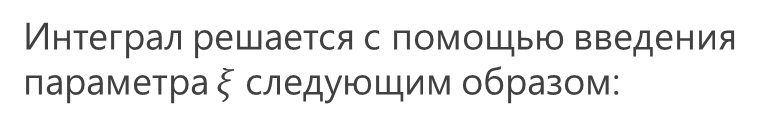 Интеграл решается с помощью введения
параметра ξ следующим образом: